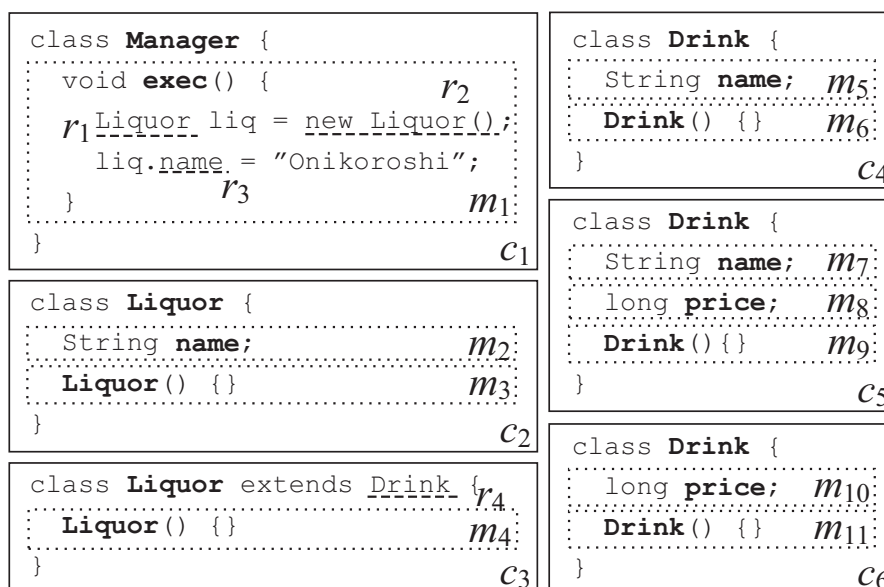 class Manager {
void exec() {
r2
r1 Liquor liq = new Liquor();
liq.name = ″Onikoroshi″;
r3
} m1
}
c1
class Liquor {
String name; m2
Liquor() {} m3
}
c2
class Liquor extends Drink { r4
Liquor() {} m4
}
c3
class Drink {
String name; m5
Drink() {} m6
}
c4
class Drink {
String name; m7
long price; m8
Drink(){} m9
}
c5
class Drink {
long price; m10
Drink() {} m11
}
c6